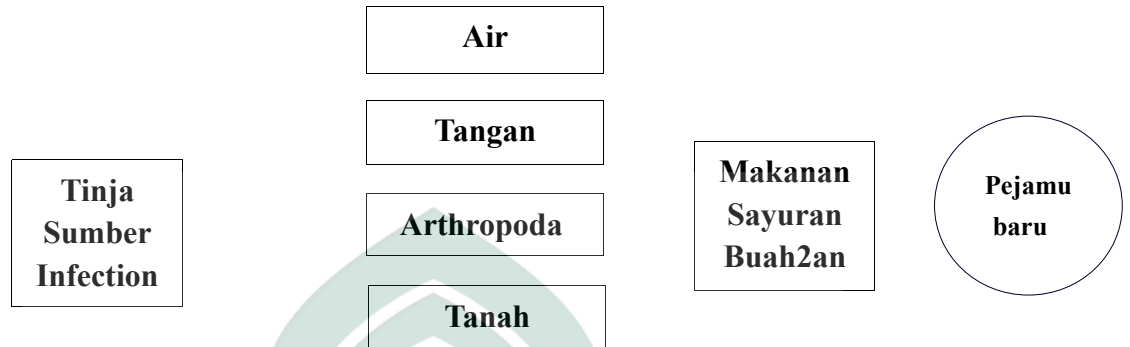 Air
Tangan
Arthropoda
Tanah
Tinja
Sumber
Infection
Makanan
Sayuran
Buah2an
Pejamu
baru